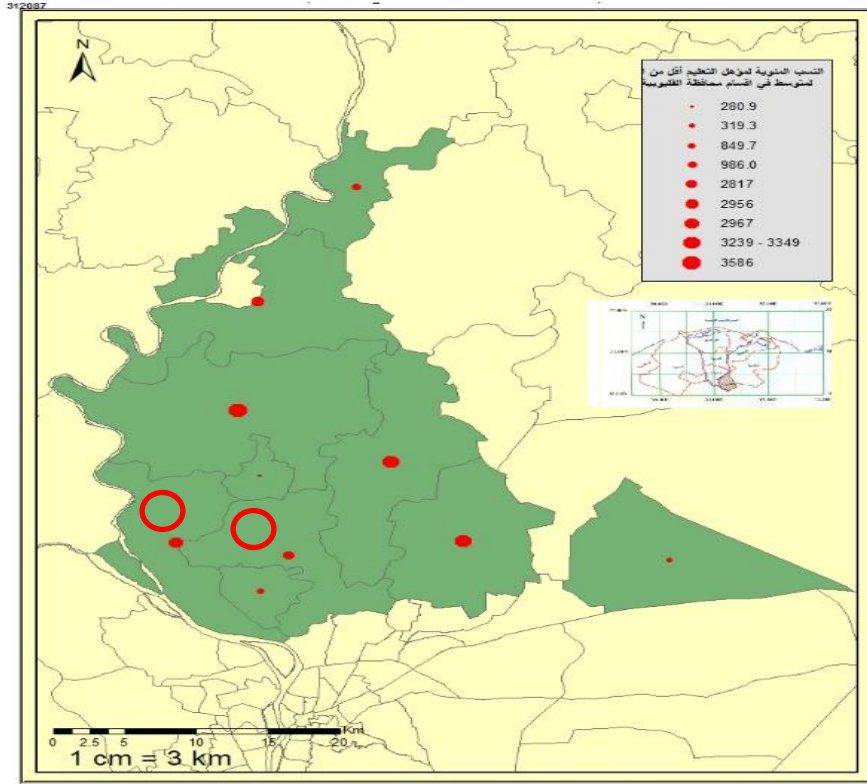 312087
N
النسب المئوية لمؤهل التعليم أقل من ا
لمتوسط في اقسام محافظة القليوبية
280.9
319.3
849.7
986.0
2817
2956
2967
3239 - 3349
3586
N
Km
0 2.5 5 10 15 20
1 cm = 3 km